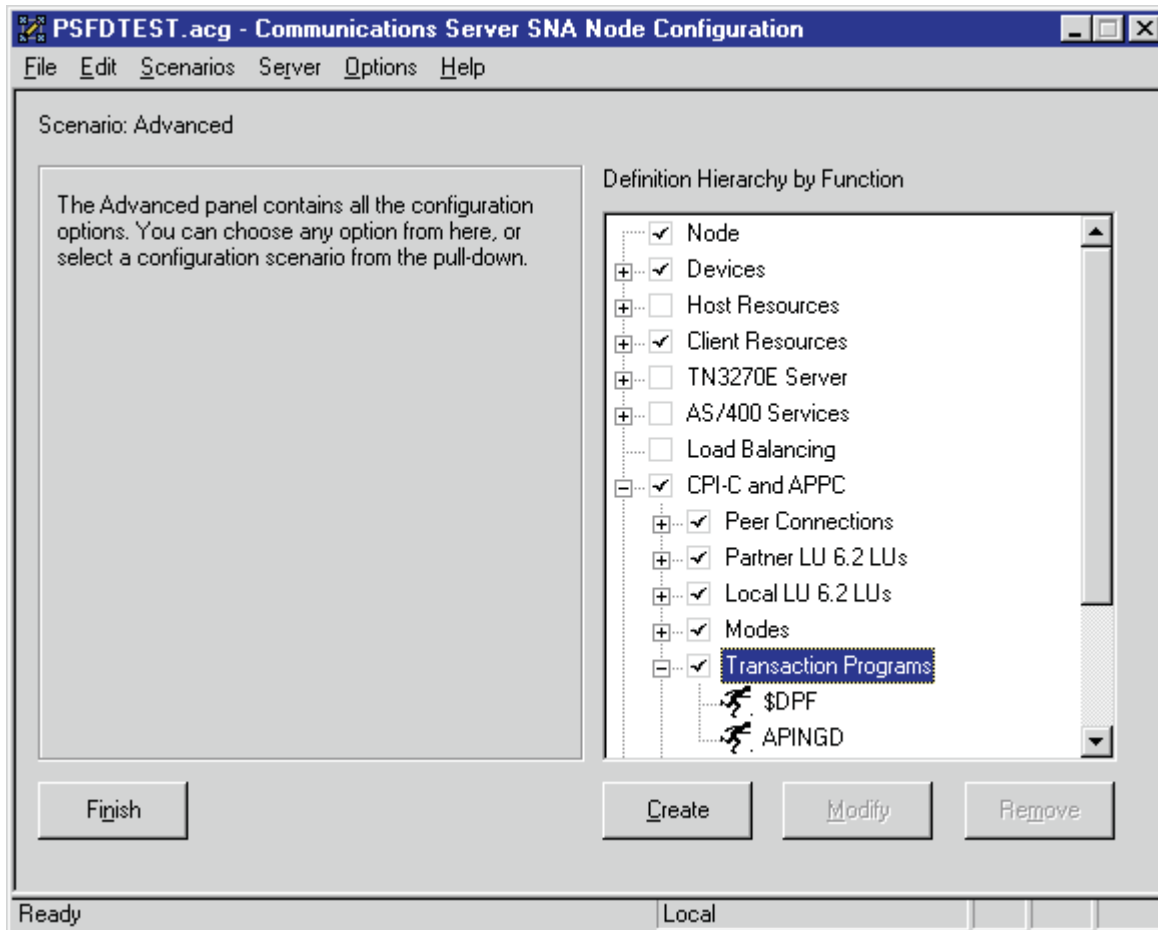 PSFDTEST.acg - Communications Server SNA Node Configuration
File Edit Scenarios Server Options Help
Scenario: Advanced
The Advanced panel contains all the configuration
options. You can choose any option from here, or
select a configuration scenario from the pull-down.
Definition Hierarchy by Function
Node
Devices
Host Resources
Client Resources
TN3270E Server
AS/400 Services
Load Balancing
CPI-C and APPC
Peer Connections
Partner LU 6.2 LUs
Local LU 6.2 LUs
Modes
Transaction Programs
$DPF
APINGD
Finish
Create Modify Remove
Ready Local